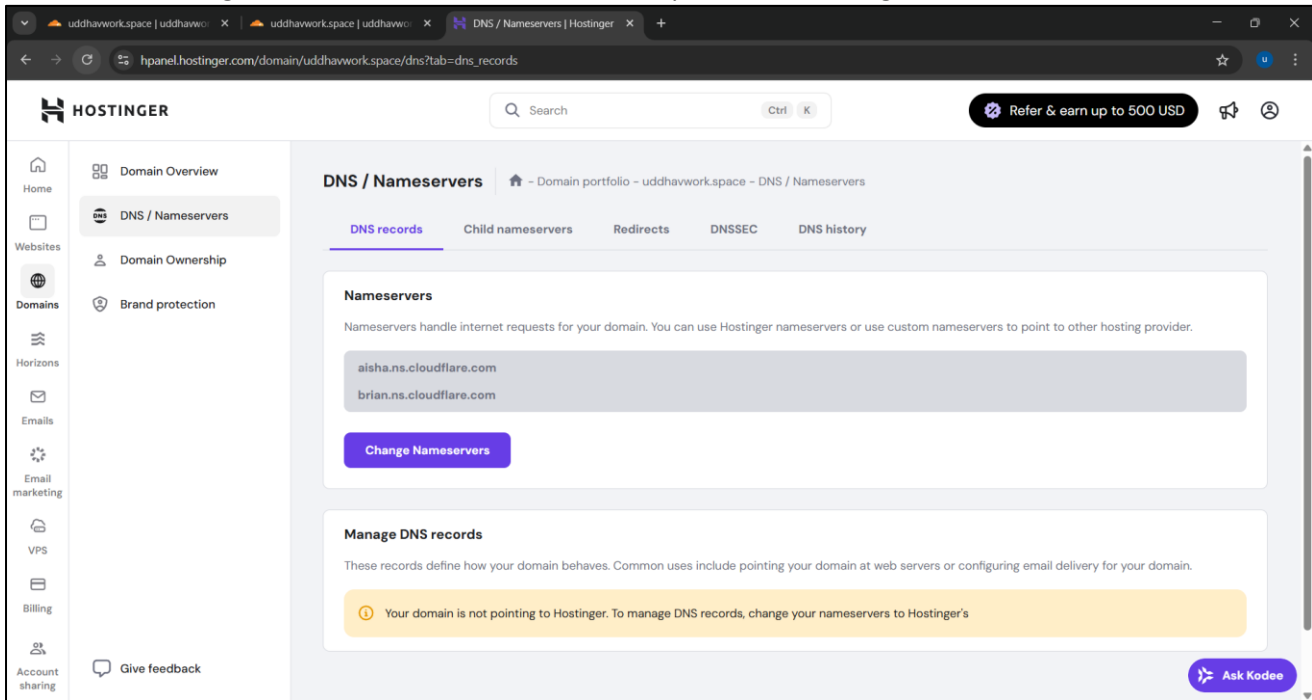 uddhavwork.space | uddhavwor
uddhavwork.space | uddhavwor
DNS / Nameservers | Hostinger
hpanel.hostinger.com/domain/uddhavwork.space/dns?tab=dns_records
U
HOSTINGER
Search
Ctrl K
Refer & earn up to 500 USD
Home
Websites
Domains
Horizons
Emails
Email
marketing
VPS
Billing
Account
sharing
Domain Overview
DNS
DNS / Nameservers
Domain Ownership
Brand protection
Give feedback
DNS / Nameservers
- Domain portfolio - uddhavwork.space - DNS / Nameservers
DNS records Child nameservers Redirects DNSSEC DNS history
Nameservers
Nameservers handle internet requests for your domain. You can use Hostinger nameservers or use custom nameservers to point to other hosting provider.
aisha.ns.cloudflare.com
brian.ns.cloudflare.com
Change Nameservers
Manage DNS records
These records define how your domain behaves. Common uses include pointing your domain at web servers or configuring email delivery for your domain.
Your domain is not pointing to Hostinger. To manage DNS records, change your nameservers to Hostinger's
Ask Kodee